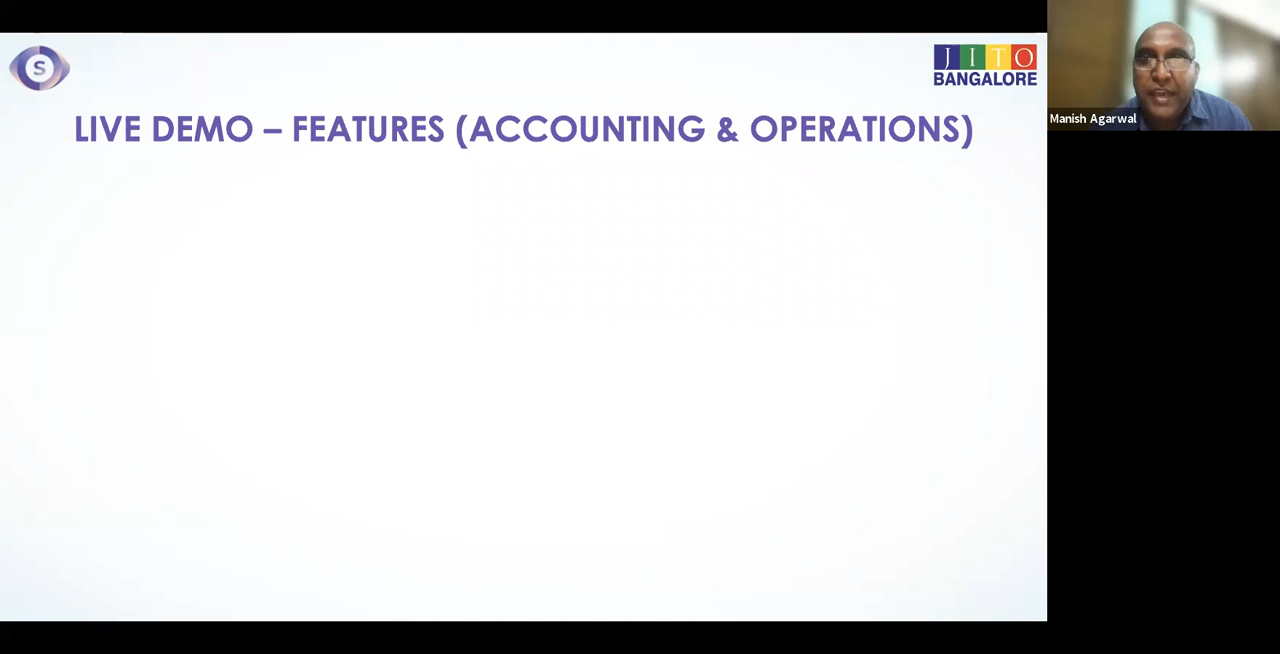 S
JITO
BANGALORE
LIVE DEMO – FEATURES (ACCOUNTING & OPERATIONS)
Manish Agarwal